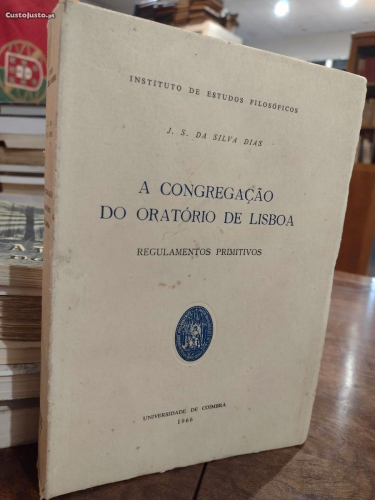 CustoJusto.pt
INSTITUTO DE ESTUDOS FILOSÓFICOS
J. S. DA SILVA DIAS
A CONGREGAÇÃO
DO ORATÓRIO DE LISBOA
REGULAMENTOS PRIMITIVOS
UNIVERSIDADE DE COIMBRA
1966